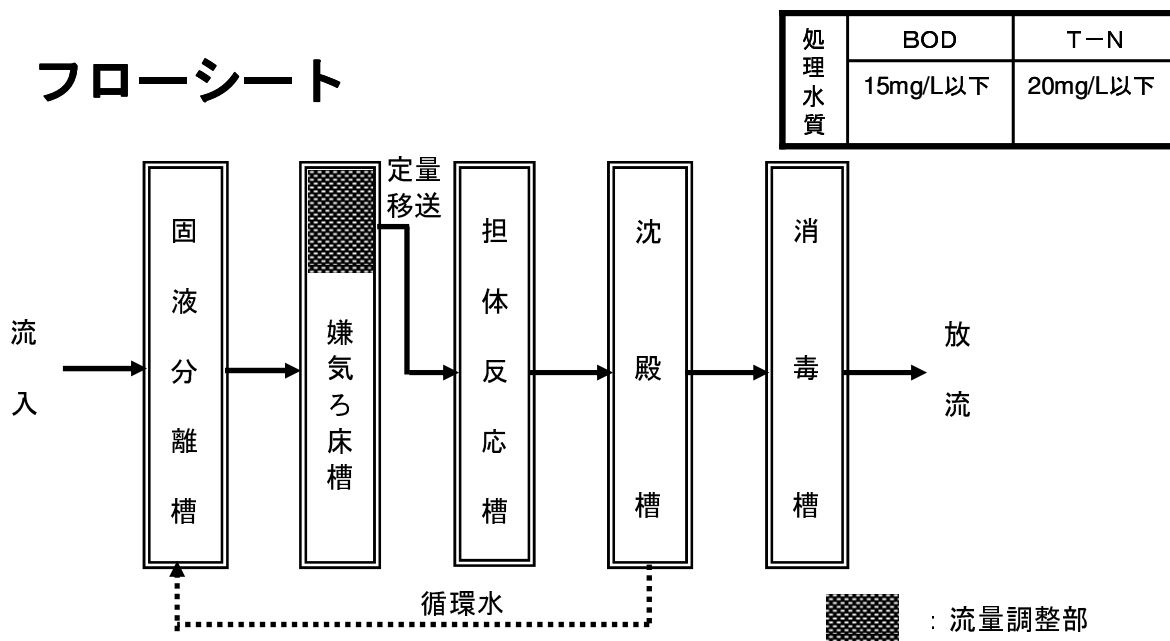 フローシート
処理水質
BOD
T－N
15mg/L以下
20mg/L以下
流入
固液分離槽
嫌気ろ床槽
定量
移送
担体反応槽
沈殿槽
消毒槽
放流
循環水
：流量調整部